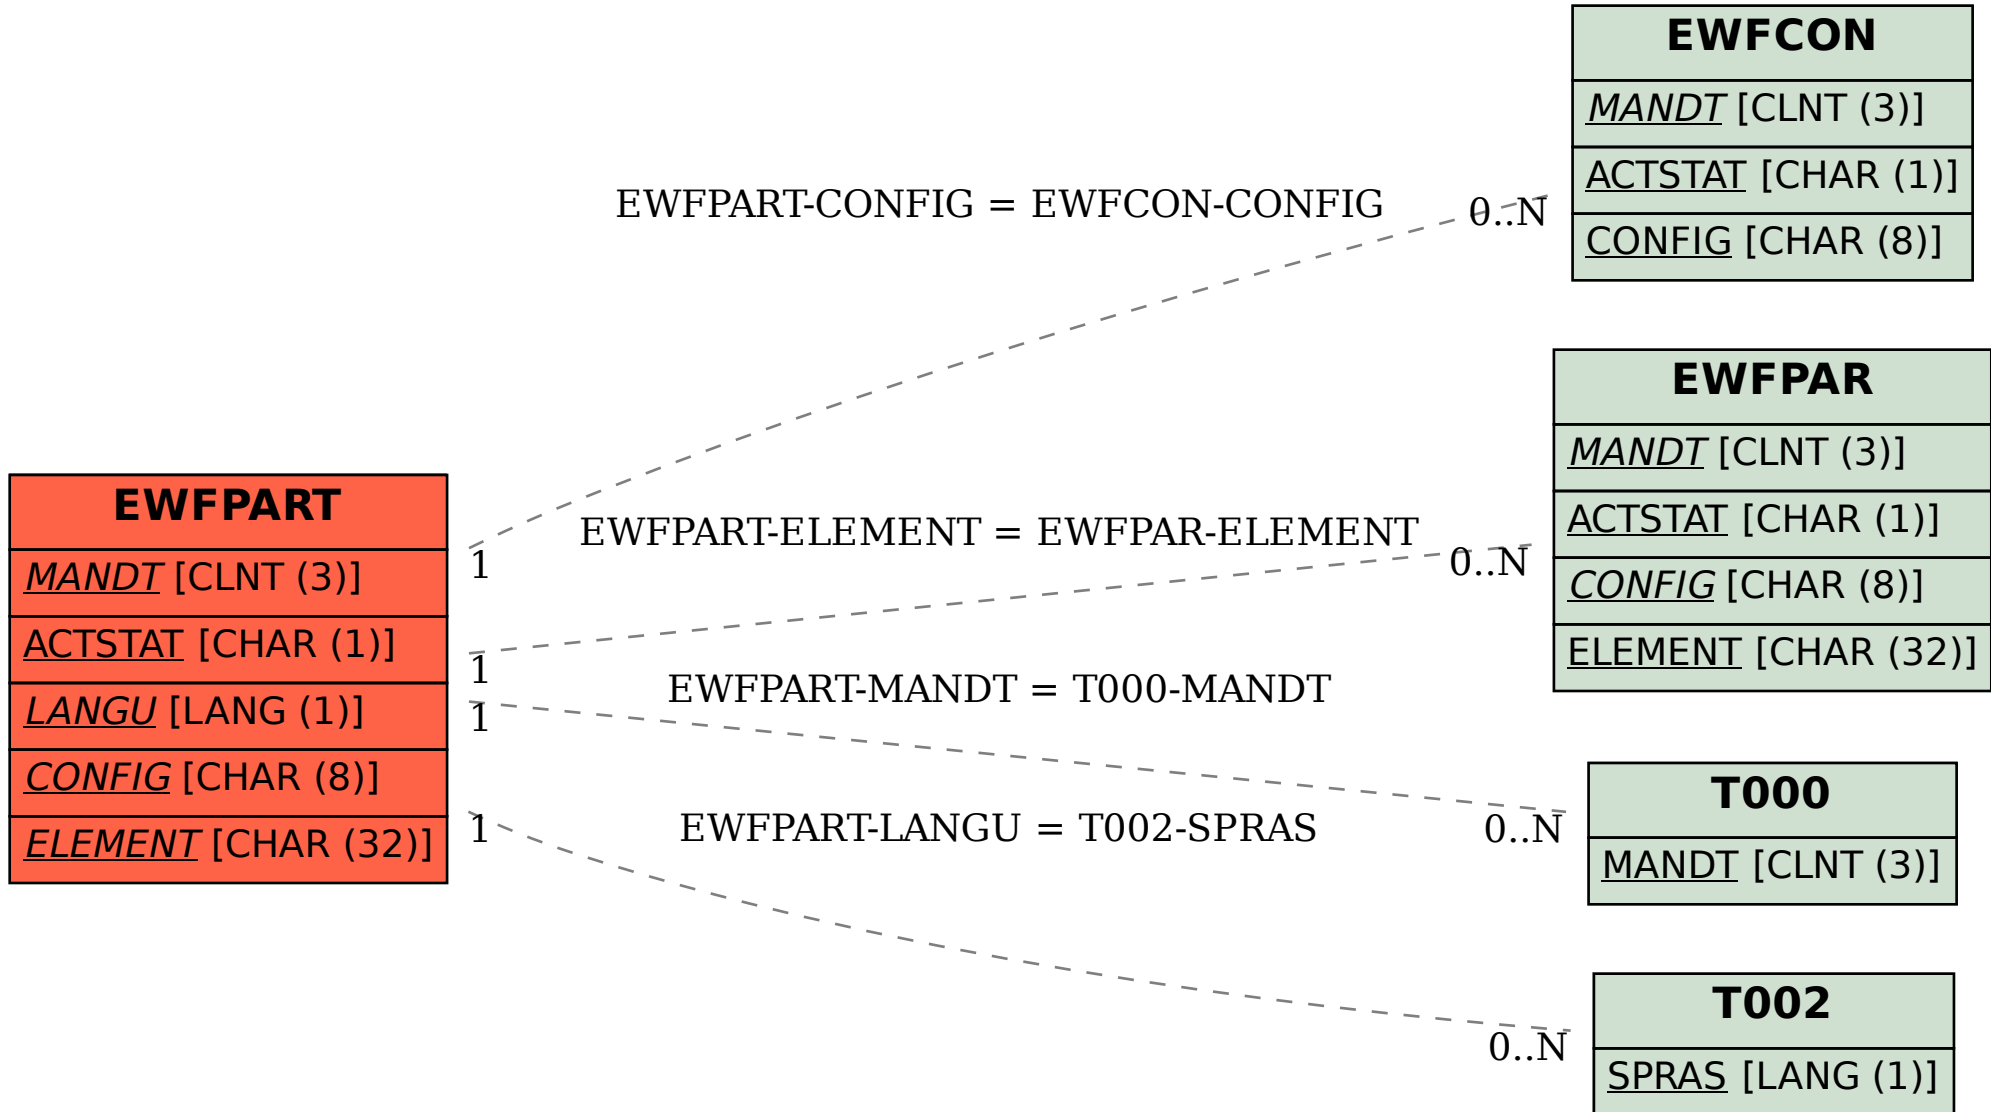 EWFPART
MANDT [CLNT (3)]
ACTSTAT [CHAR (1)]
LANGU [LANG (1)]
CONFIG [CHAR (8)]
ELEMENT [CHAR (32)]
EWFPART-CONFIG = EWFCON-CONFIG
1
0..N
EWFPART-ELEMENT = EWFPAR-ELEMENT
1
0..N
EWFPART-MANDT = T000-MANDT
1
0..N
EWFPART-LANGU = T002-SPRAS
1
0..N
EWFCON
MANDT [CLNT (3)]
ACTSTAT [CHAR (1)]
CONFIG [CHAR (8)]
EWFPAR
MANDT [CLNT (3)]
ACTSTAT [CHAR (1)]
CONFIG [CHAR (8)]
ELEMENT [CHAR (32)]
T000
MANDT [CLNT (3)]
T002
SPRAS [LANG (1)]